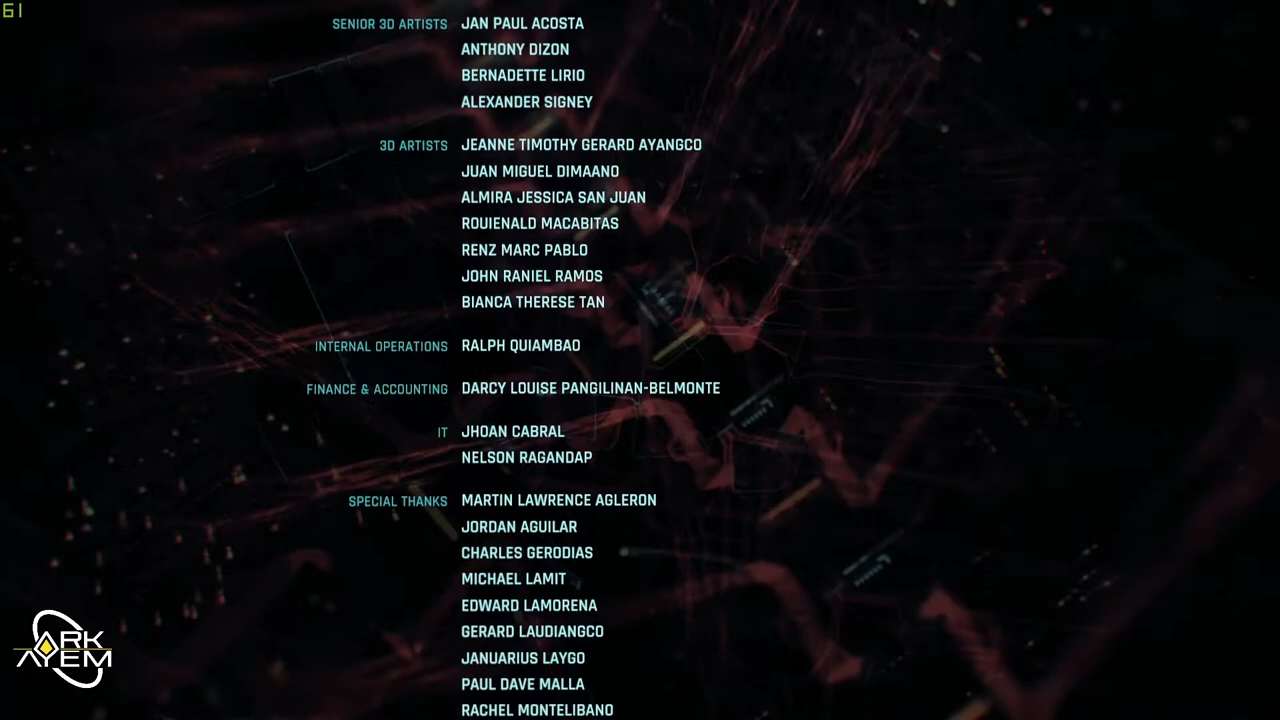 61
SENIOR 3D ARTISTS JAN PAUL ACOSTA
ANTHONY DIZON
BERNADETTE LIRIO
ALEXANDER SIGNEY
3D ARTISTS JEANNE TIMOTHY GERARD AYANGCO
JUAN MIGUEL DIMAANO
ALMIRA JESSICA SAN JUAN
ROUIENALD MACABITAS
RENZ MARC PABLO
JOHN RANIEL RAMOS
BIANCA THERESE TAN
INTERNAL OPERATIONS RALPH QUIAMBAO
FINANCE & ACCOUNTING DARCY LOUISE PANGILINAN-BELMONTE
IT JHOAN CABRAL
NELSON RAGANDAP
SPECIAL THANKS MARTIN LAWRENCE AGLERON
JORDAN AGUILAR
CHARLES GERODIAS
MICHAEL LAMIT
EDWARD LAMORENA
GERARD LAUDIANGCO
JANUARIUS LAYGO
PAUL DAVE MALLA
RACHEL MONTELIBANO
ARK
AYEM